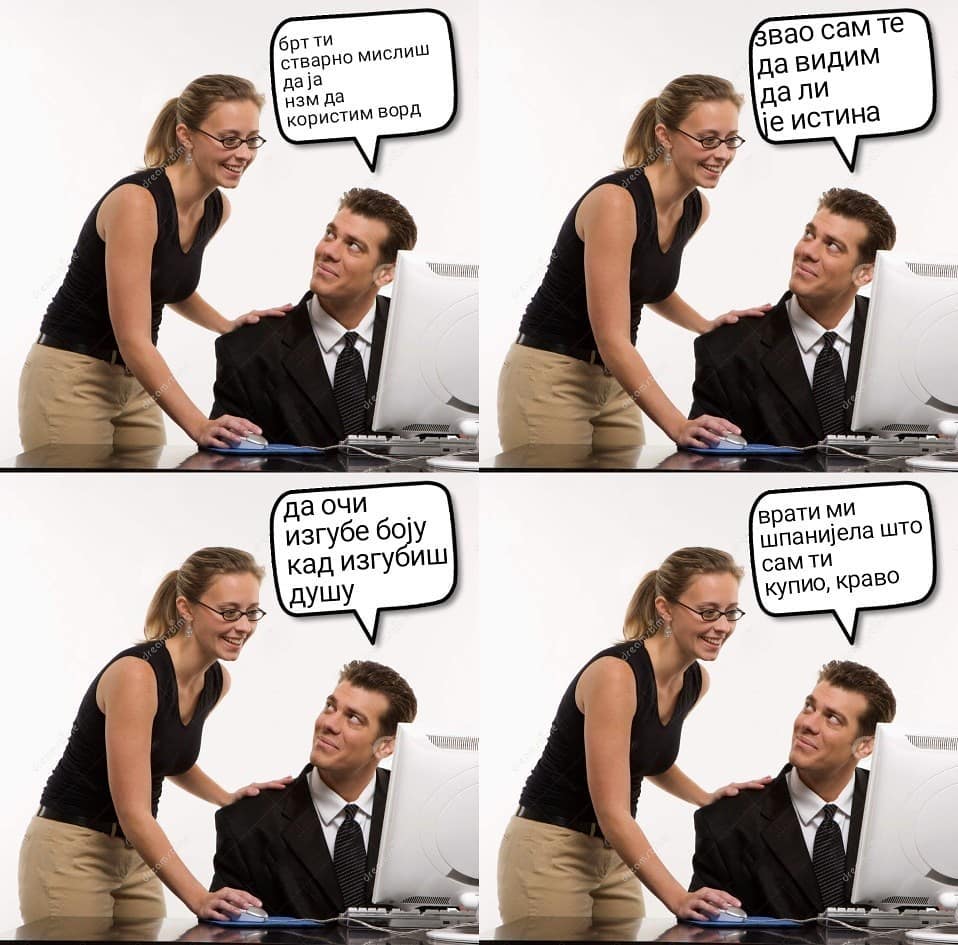 брт ти
стварно мислиш
да ја
нзм да
користим ворд
звао сам те
да видим
да ли
је истина
да очи
изгубе боју
кад изгубиш
душу
врати ми
шпанијела што
сам ти
купио, краво